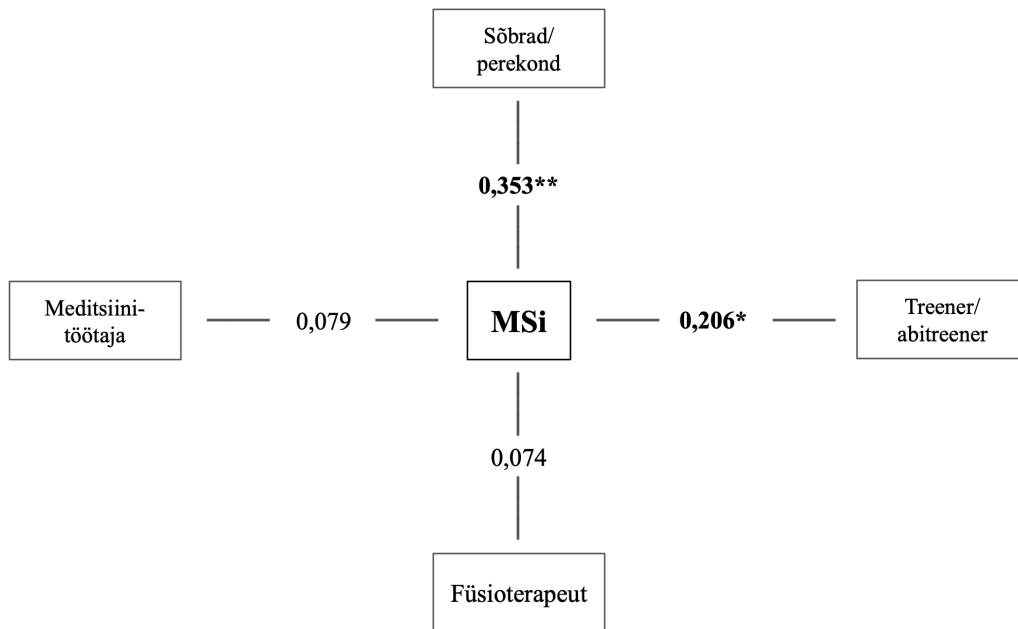 Sõbrad/
perekond
0,353**
Meditsiini-
töötaja
0,079
MSi
0,206*
Treener/
abitreener
0,074
Füsioterapeut